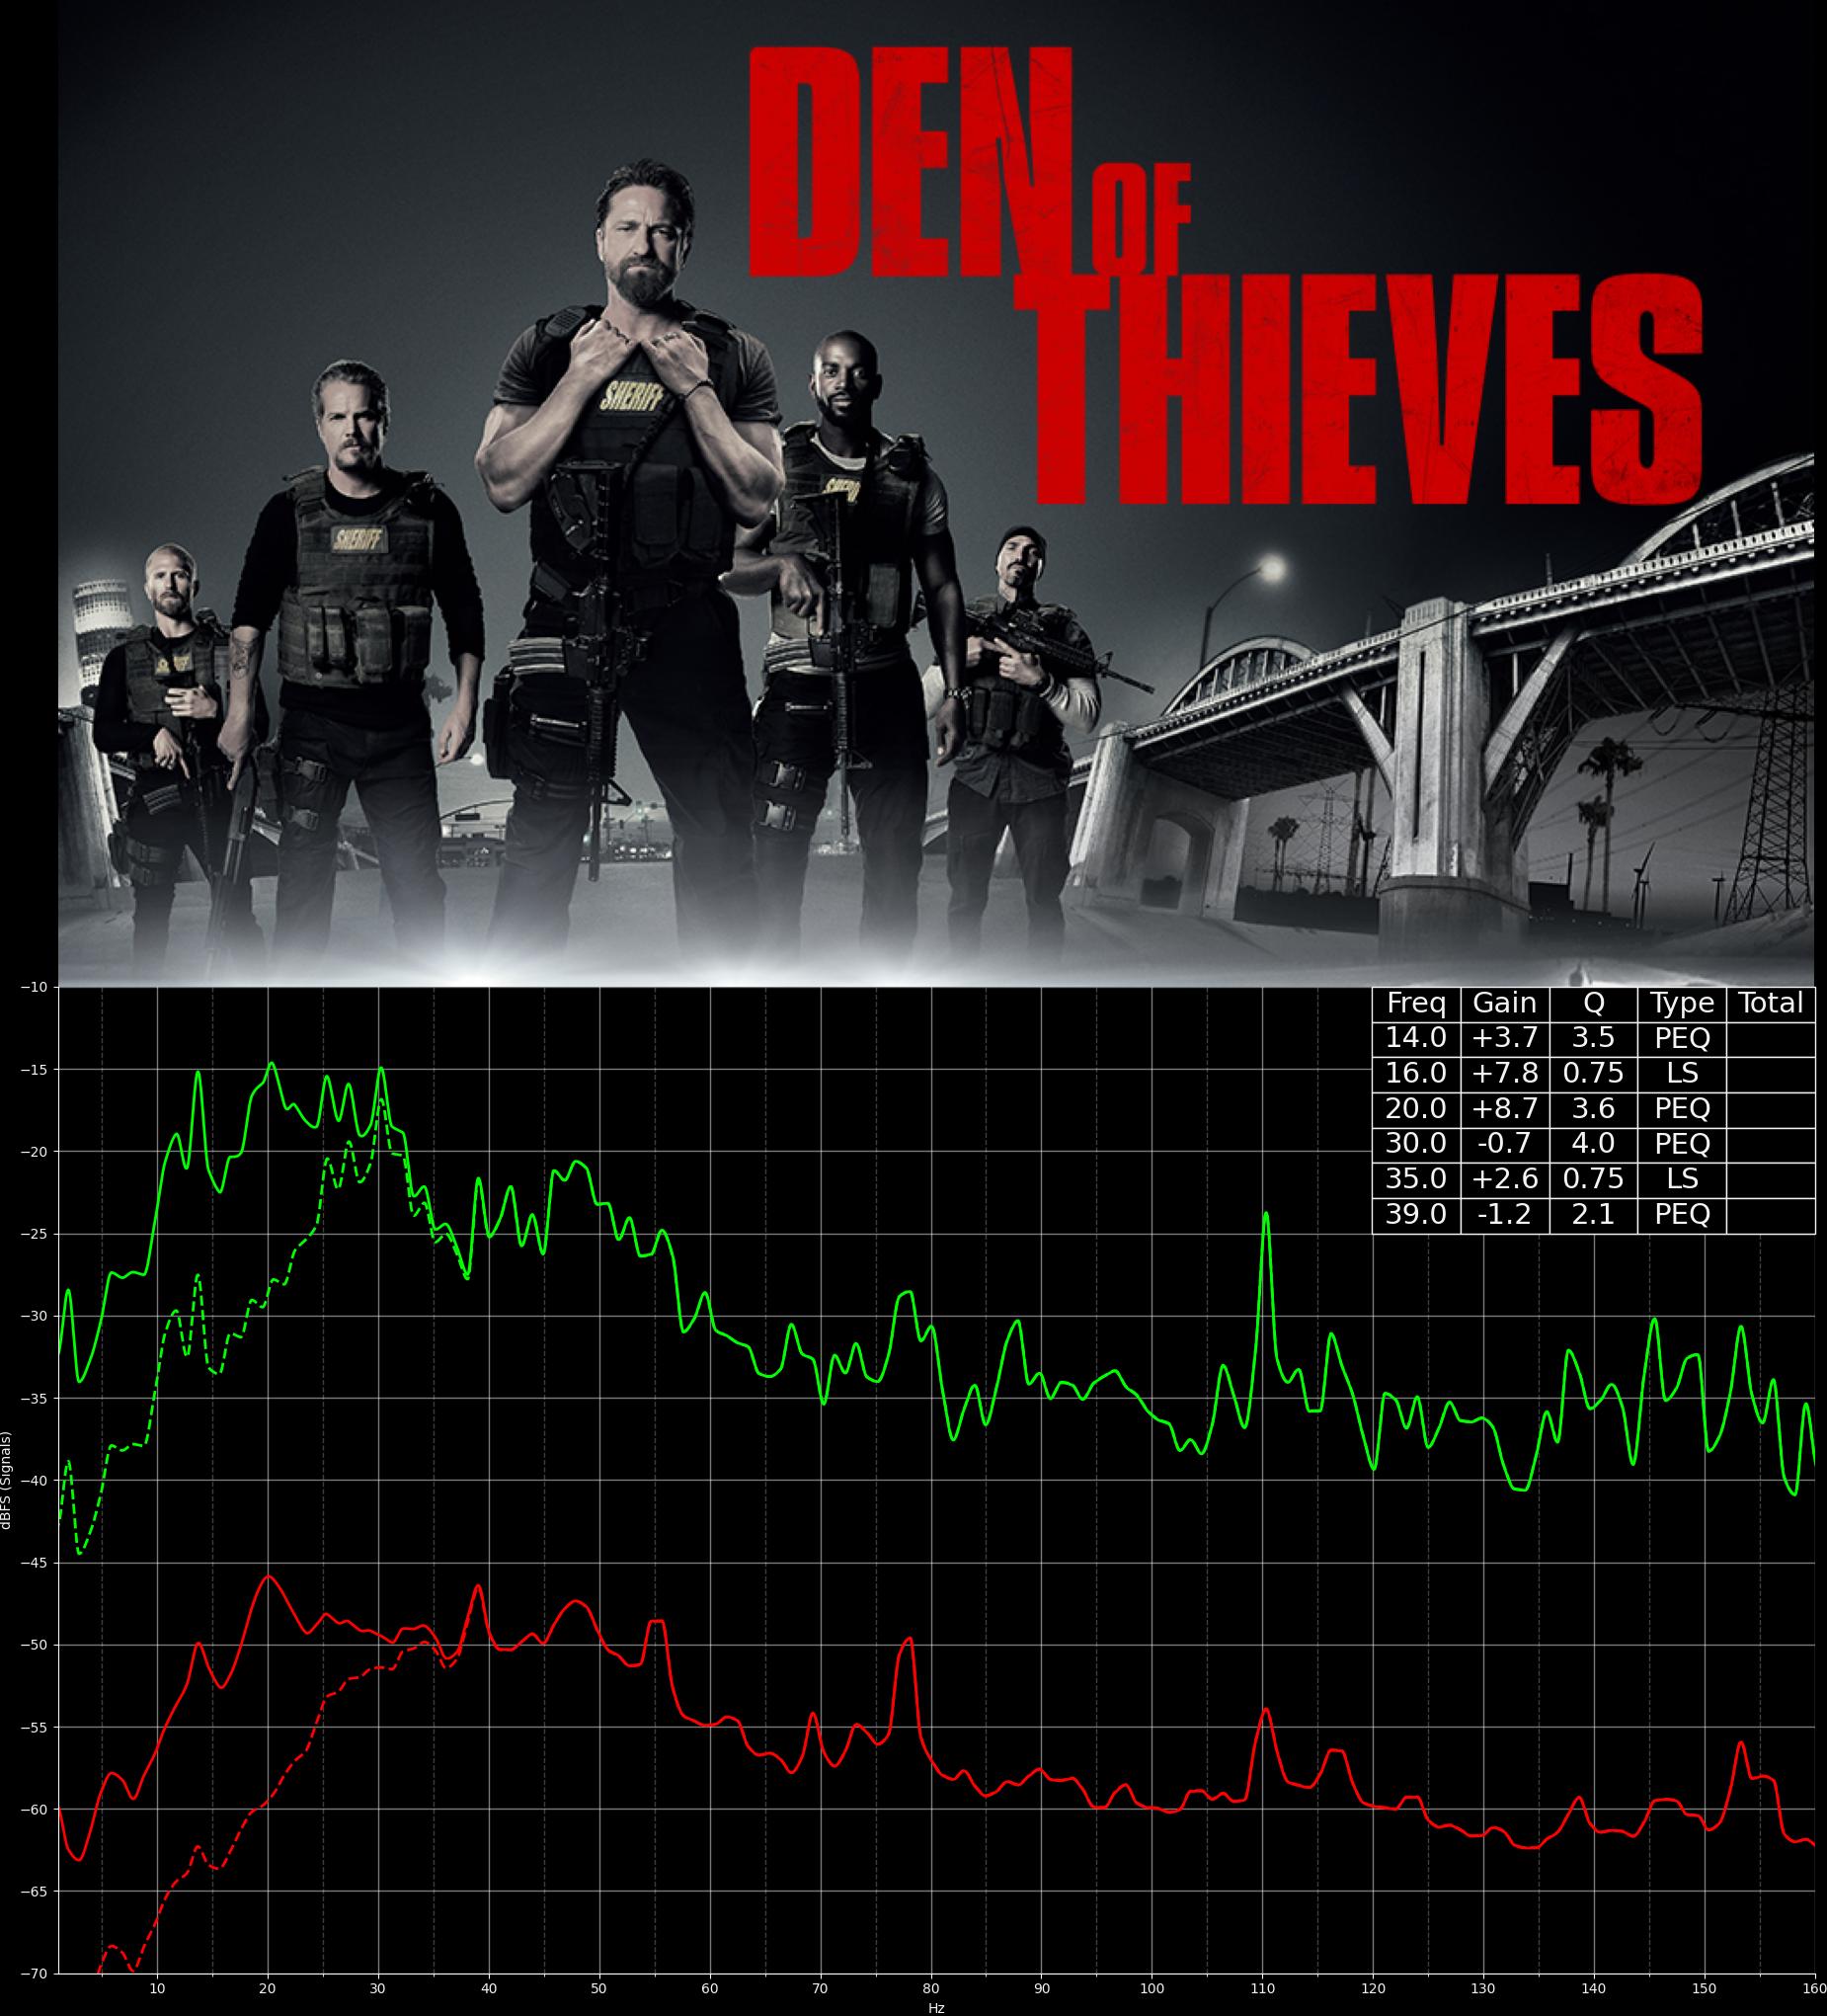 DEN OF
THIEVES
SHERIFF
SHERIFF
−10
−15
−20
−25
−30
−35
−40
−45
−50
−55
−60
−65
−70
dBFS (Signals)
Freq Gain Q Type Total
14.0 +3.7 3.5 PEQ
16.0 +7.8 0.75 LS
20.0 +8.7 3.6 PEQ
30.0 -0.7 4.0 PEQ
35.0 +2.6 0.75 LS
39.0 -1.2 2.1 PEQ
10 20 30 40 50 60 70 80 90 100 110 120 130 140 150 160
Hz